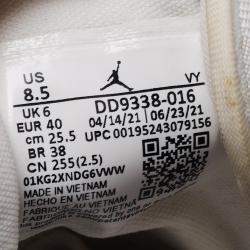 US
8.5
VY
UK 6
EUR 40
cm 25.5
BR 38
CN 255(2.5)
DD9338-016
04/14/21 06/23/21
UPC 00195243079156
01KG2XNDG6VWW
MADE IN VIETNAM
FABRIQUÉ AU VIETNAM
HECHO EN VIETNAM